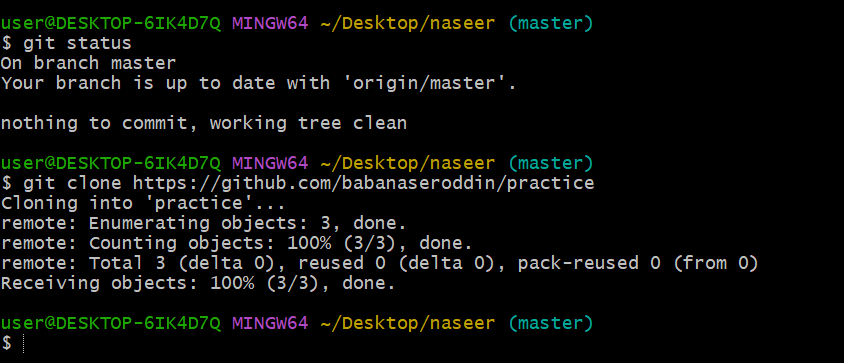 user@DESKTOP-6IK4D7Q MINGW64 ~/Desktop/naseer (master)
$ git status
On branch master
Your branch is up to date with 'origin/master'.
nothing to commit, working tree clean
user@DESKTOP-6IK4D7Q MINGW64 ~/Desktop/naseer (master)
$ git clone https://github.com/babanaseroddin/practice
Cloning into 'practice'...
remote: Enumerating objects: 3, done.
remote: Counting objects: 100% (3/3), done.
remote: Total 3 (delta 0), reused 0 (delta 0), pack-reused 0 (from 0)
Receiving objects: 100% (3/3), done.
user@DESKTOP-6IK4D7Q MINGW64 ~/Desktop/naseer (master)
$